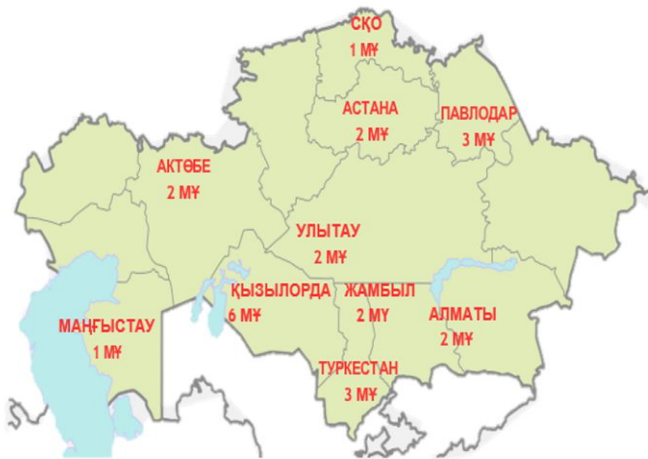 СҚО
1 МҰ
АСТАНА
2 МҰ
ПАВЛОДАР
3 МҰ
АКТӨБЕ
2 МҰ
УЛЫТАУ
2 МҰ
ҚЫЗЫЛОРДА
6 МҰ
ЖАМБЫЛ
2 МҮ
АЛМАТЫ
2 МҰ
МАҢҒЫСТАУ
1 МҰ
ТУРКЕСТАН
3 МҰ